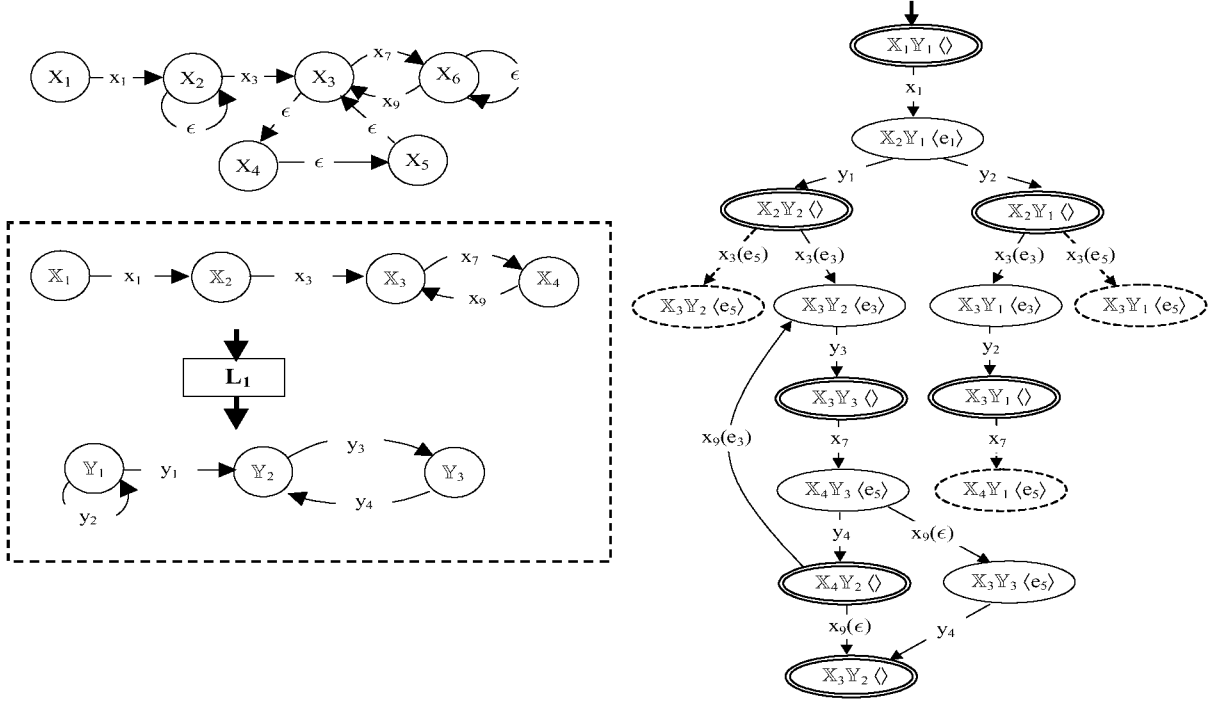 X₁ x₁ X₂ x₃ X₃ x₇ X₆ ϵ
x₉
ϵ ϵ ϵ
X₄ ϵ X₅
𝕏₁ x₁ 𝕏₂ x₃ 𝕏₃ x₇ 𝕏₄
x₉
L₁
𝕐₁ y₁ 𝕐₂ y₃ 𝕐₃
y₂ y₄
𝕏₁𝕐₁ ⟨⟩
x₁
𝕏₂𝕐₁ ⟨e₁⟩
y₁ y₂
𝕏₂𝕐₂ ⟨⟩ 𝕏₂𝕐₁ ⟨⟩
x₃(e₅) x₃(e₃) x₃(e₃) x₃(e₅)
𝕏₃𝕐₂ ⟨e₅⟩ 𝕏₃𝕐₂ ⟨e₃⟩ 𝕏₃𝕐₁ ⟨e₃⟩ 𝕏₃𝕐₁ ⟨e₅⟩
y₃ y₂
𝕏₃𝕐₃ ⟨⟩ 𝕏₃𝕐₁ ⟨⟩
x₉(e₃) x₇ x₇
𝕏₄𝕐₃ ⟨e₅⟩ 𝕏₄𝕐₁ ⟨e₅⟩
y₄ x₉(ϵ)
𝕏₄𝕐₂ ⟨⟩ 𝕏₃𝕐₃ ⟨e₅⟩
x₉(ϵ) y₄
𝕏₃𝕐₂ ⟨⟩